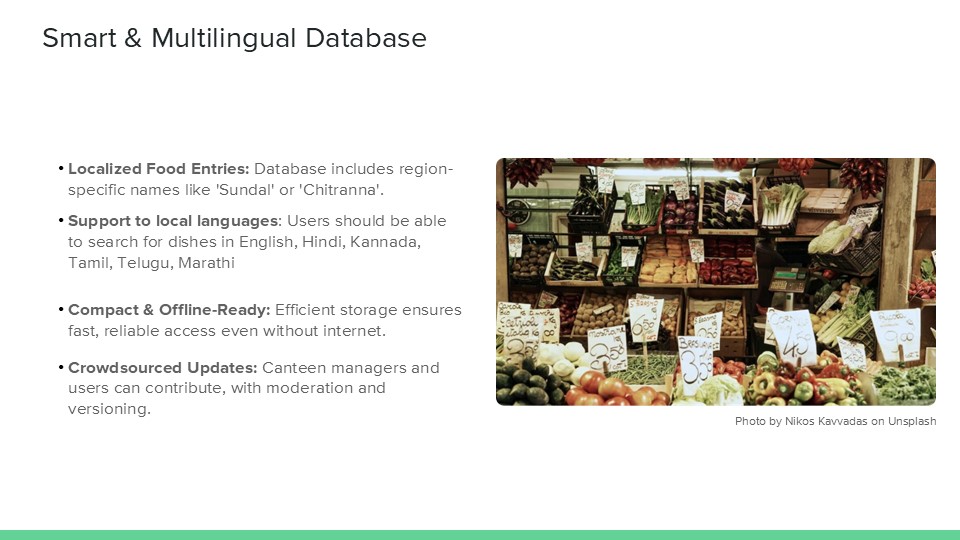 Smart & Multilingual Database
• Localized Food Entries: Database includes region-
specific names like 'Sundal' or 'Chitranna'.
• Support to local languages: Users should be able
to search for dishes in English, Hindi, Kannada,
Tamil, Telugu, Marathi
• Compact & Offline-Ready: Efficient storage ensures
fast, reliable access even without internet.
• Crowdsourced Updates: Canteen managers and
users can contribute, with moderation and
versioning.
Photo by Nikos Kavvadas on Unsplash